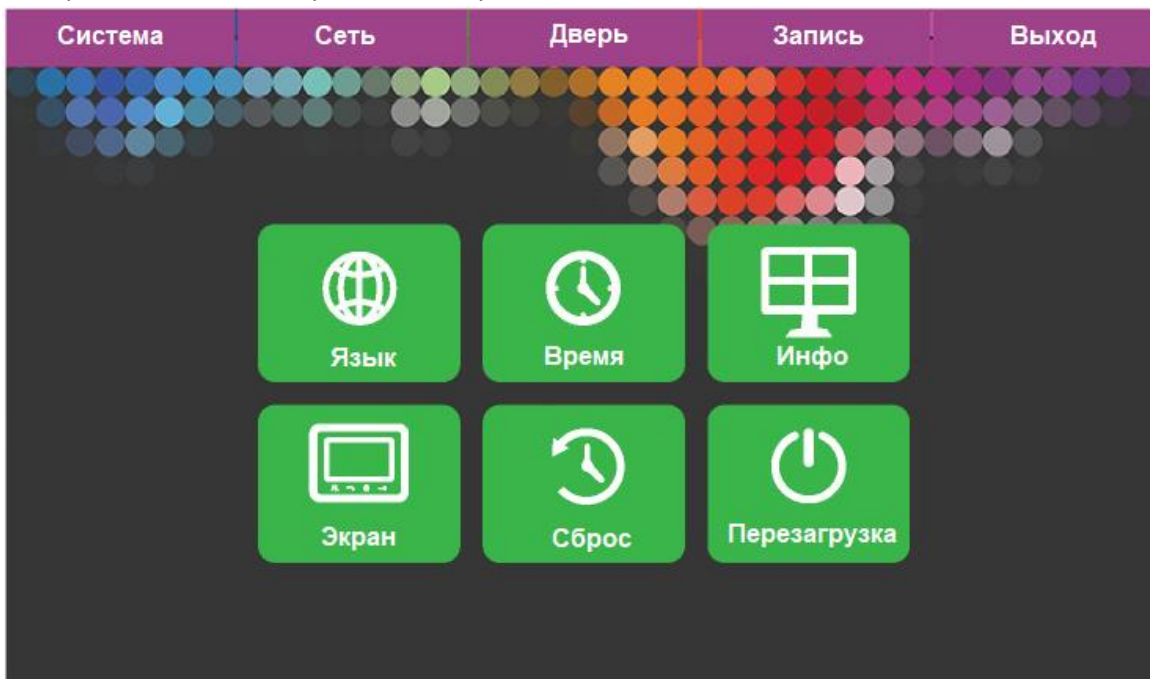 Система Сеть Дверь Запись Выход
Язык Время Инфо
Экран Сброс Перезагрузка